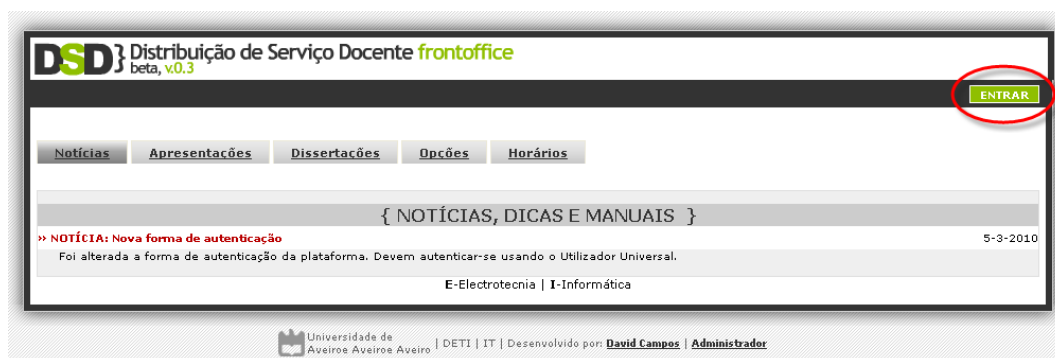 DSD} Distribuição de Serviço Docente frontoffice
beta, v.0.3
ENTRAR
Notícias Apresentações Dissertações Opções Horários
{ NOTÍCIAS, DICAS E MANUAIS }
» NOTÍCIA: Nova forma de autenticação 5-3-2010
Foi alterada a forma de autenticação da plataforma. Devem autenticar-se usando o Utilizador Universal.
E-Electrotecnia | I-Informática
Universidade de
Aveiroe Aveiroe Aveiro | DETI | IT | Desenvolvido por: David Campos | Administrador